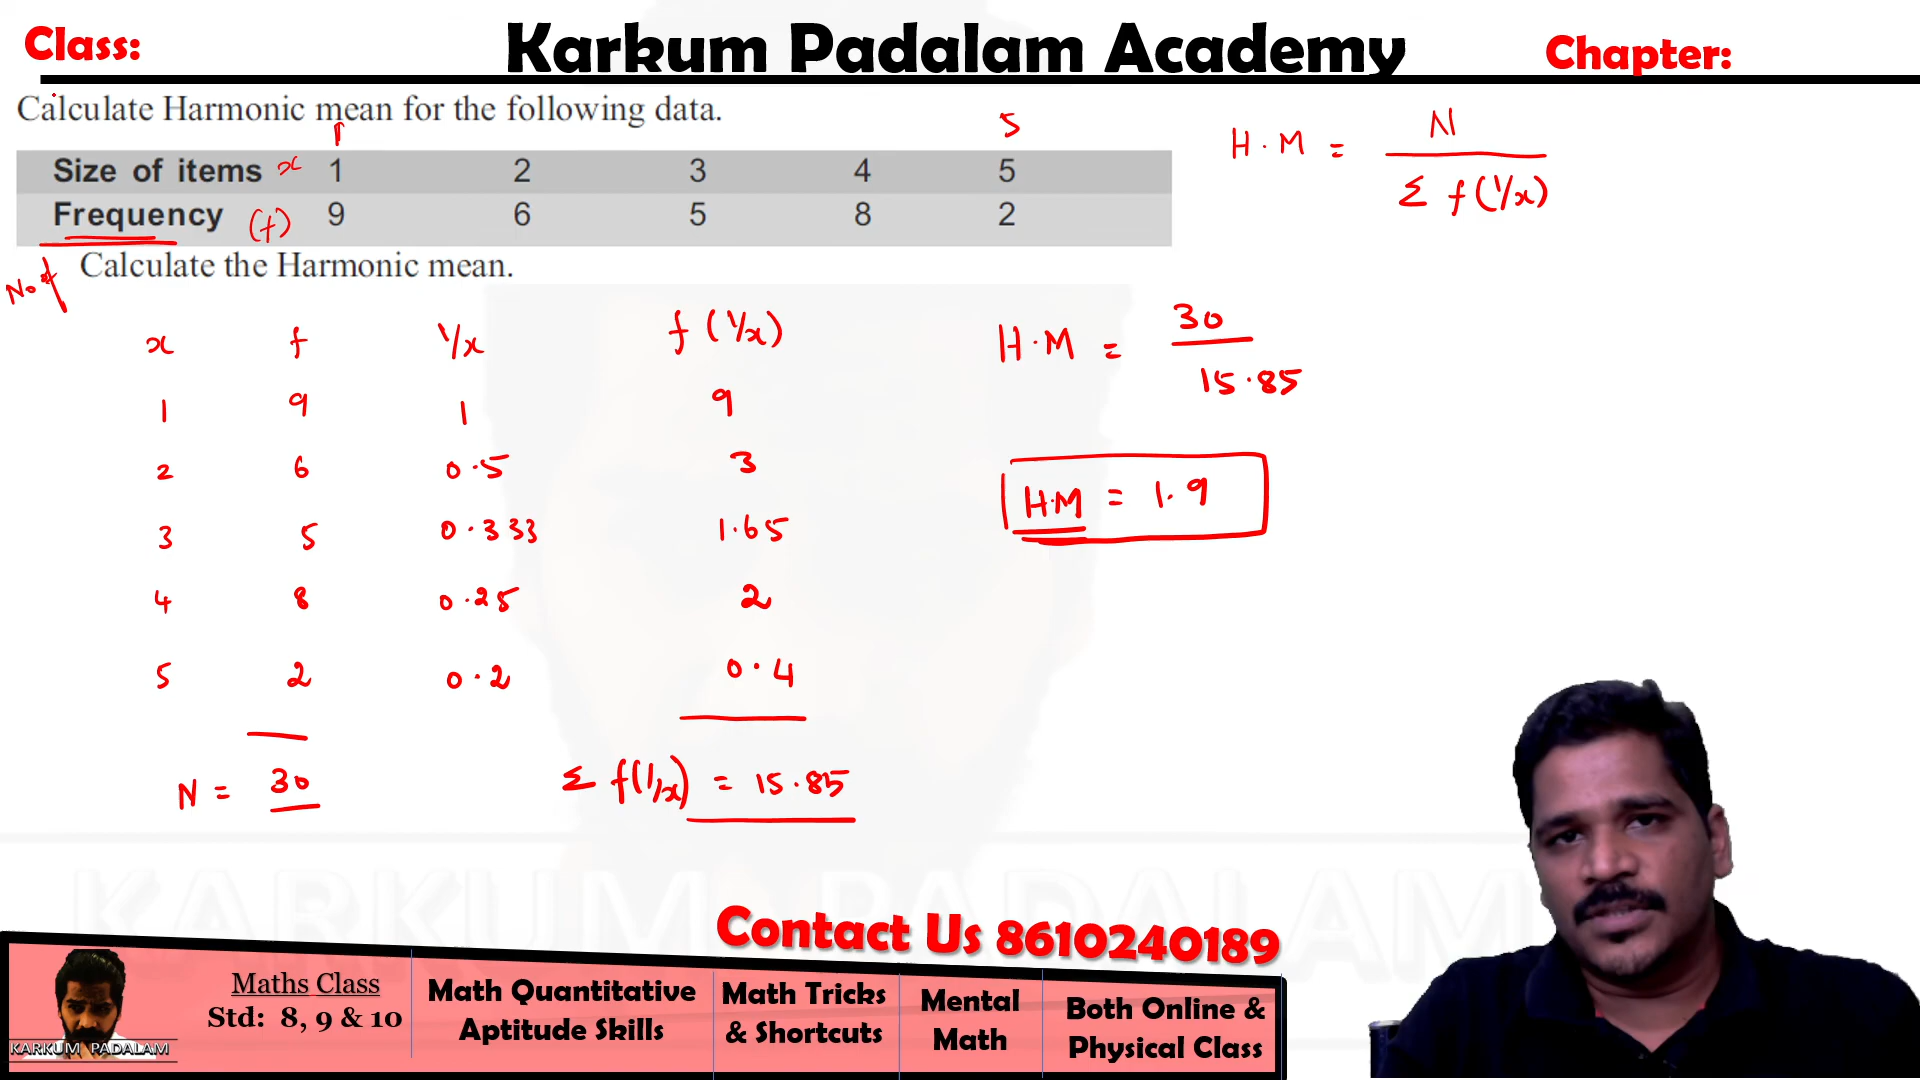 Class:
Karkum Padalam Academy
Chapter:
Calculate Harmonic mean for the following data.
1 5
Size of items x 1 2 3 4 5
Frequency (f) 9 6 5 8 2
H.M = N / Σ f(1/x)
No of
Calculate the Harmonic mean.
x f 1/x f(1/x)
1 9 1 9
2 6 0.5 3
3 5 0.333 1.65
4 8 0.25 2
5 2 0.2 0.4
N = 30
Σ f(1/x) = 15.85
H.M = 30 / 15.85
H.M = 1.9
KARKUM PADALAM
Contact Us 8610240189
KARKUM PADALAM
Maths Class
Std: 8, 9 & 10
Math Quantitative
Aptitude Skills
Math Tricks
& Shortcuts
Mental
Math
Both Online &
Physical Class